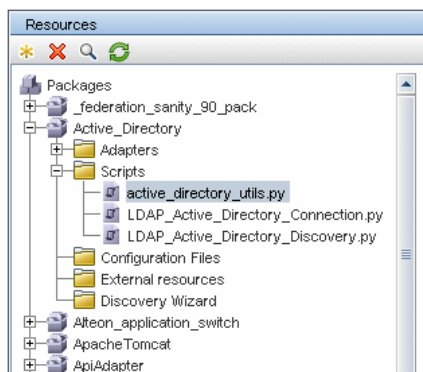 Resources
Packages
_federation_sanity_90_pack
Active_Directory
Adapters
Scripts
active_directory_utils.py
LDAP_Active_Directory_Connection.py
LDAP_Active_Directory_Discovery.py
Configuration Files
External resources
Discovery Wizard
Alteon_application_switch
ApacheTomcat
ApiAdapter